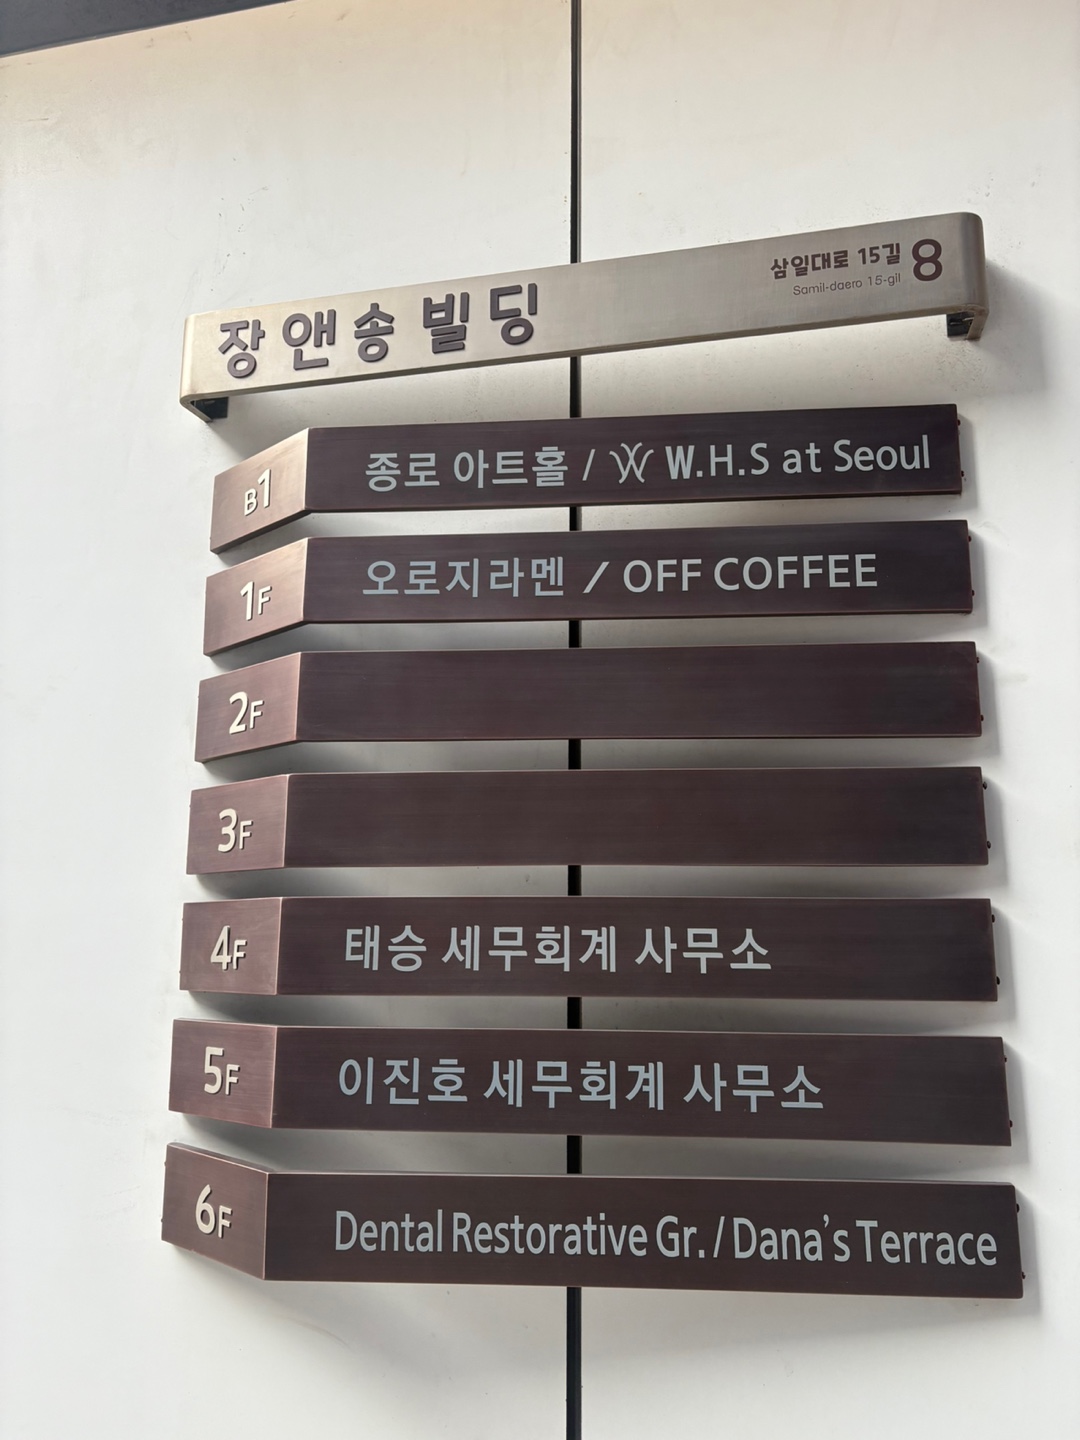 장앤송빌딩
삼일대로 15길 8
Samil-daero 15-gil
B1 종로 아트홀 / W W.H.S at Seoul
1F 오로지라멘 / OFF COFFEE
2F
3F
4F 태승 세무회계 사무소
5F 이진호 세무회계 사무소
6F Dental Restorative Gr. / Dana's Terrace